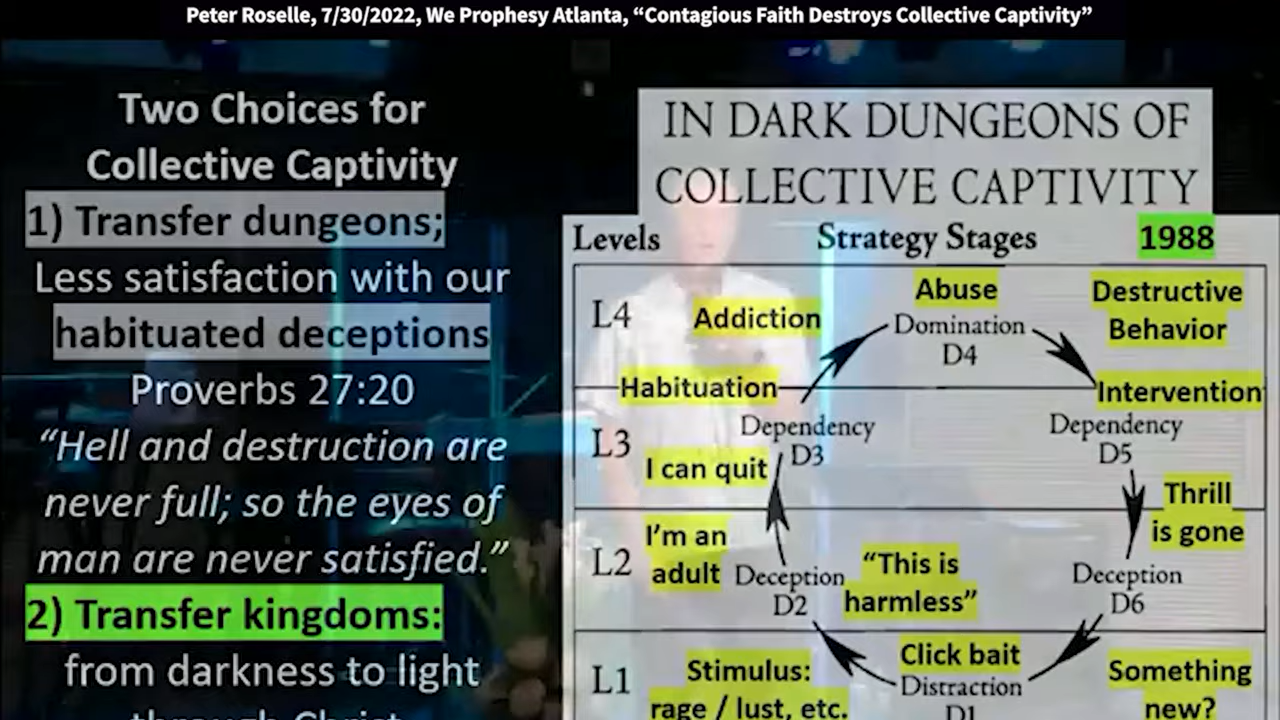 Peter Roselle, 7/30/2022, We Prophesy Atlanta, “Contagious Faith Destroys Collective Captivity”
Two Choices for
Collective Captivity
1) Transfer dungeons;
Less satisfaction with our
habituated deceptions
Proverbs 27:20
“Hell and destruction are
never full; so the eyes of
man are never satisfied.”
2) Transfer kingdoms:
from darkness to light
through Christ
IN DARK DUNGEONS OF
COLLECTIVE CAPTIVITY
Levels Strategy Stages 1988
L4 Addiction
Abuse
Domination
D4
Destructive
Behavior
Habituation
Intervention
L3
Dependency
D3
I can quit
Dependency
D5
Thrill
is gone
L2
I’m an
adult
Deception
D2
“This is
harmless”
Deception
D6
L1
Stimulus:
rage / lust, etc.
Click bait
Distraction
D1
Something
new?